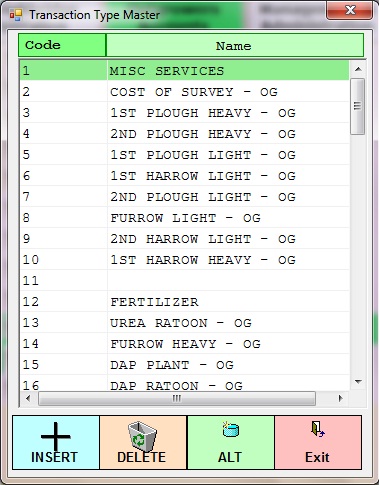 Transaction Type Master
Code Name
1 MISC SERVICES
2 COST OF SURVEY - OG
3 1ST PLOUGH HEAVY - OG
4 2ND PLOUGH HEAVY - OG
5 1ST PLOUGH LIGHT - OG
6 1ST HARROW LIGHT - OG
7 2ND PLOUGH LIGHT - OG
8 FURROW LIGHT - OG
9 2ND HARROW LIGHT - OG
10 1ST HARROW HEAVY - OG
11
12 FERTILIZER
13 UREA RATOON - OG
14 FURROW HEAVY - OG
15 DAP PLANT - OG
16 DAP RATOON - OG
INSERT DELETE ALT Exit